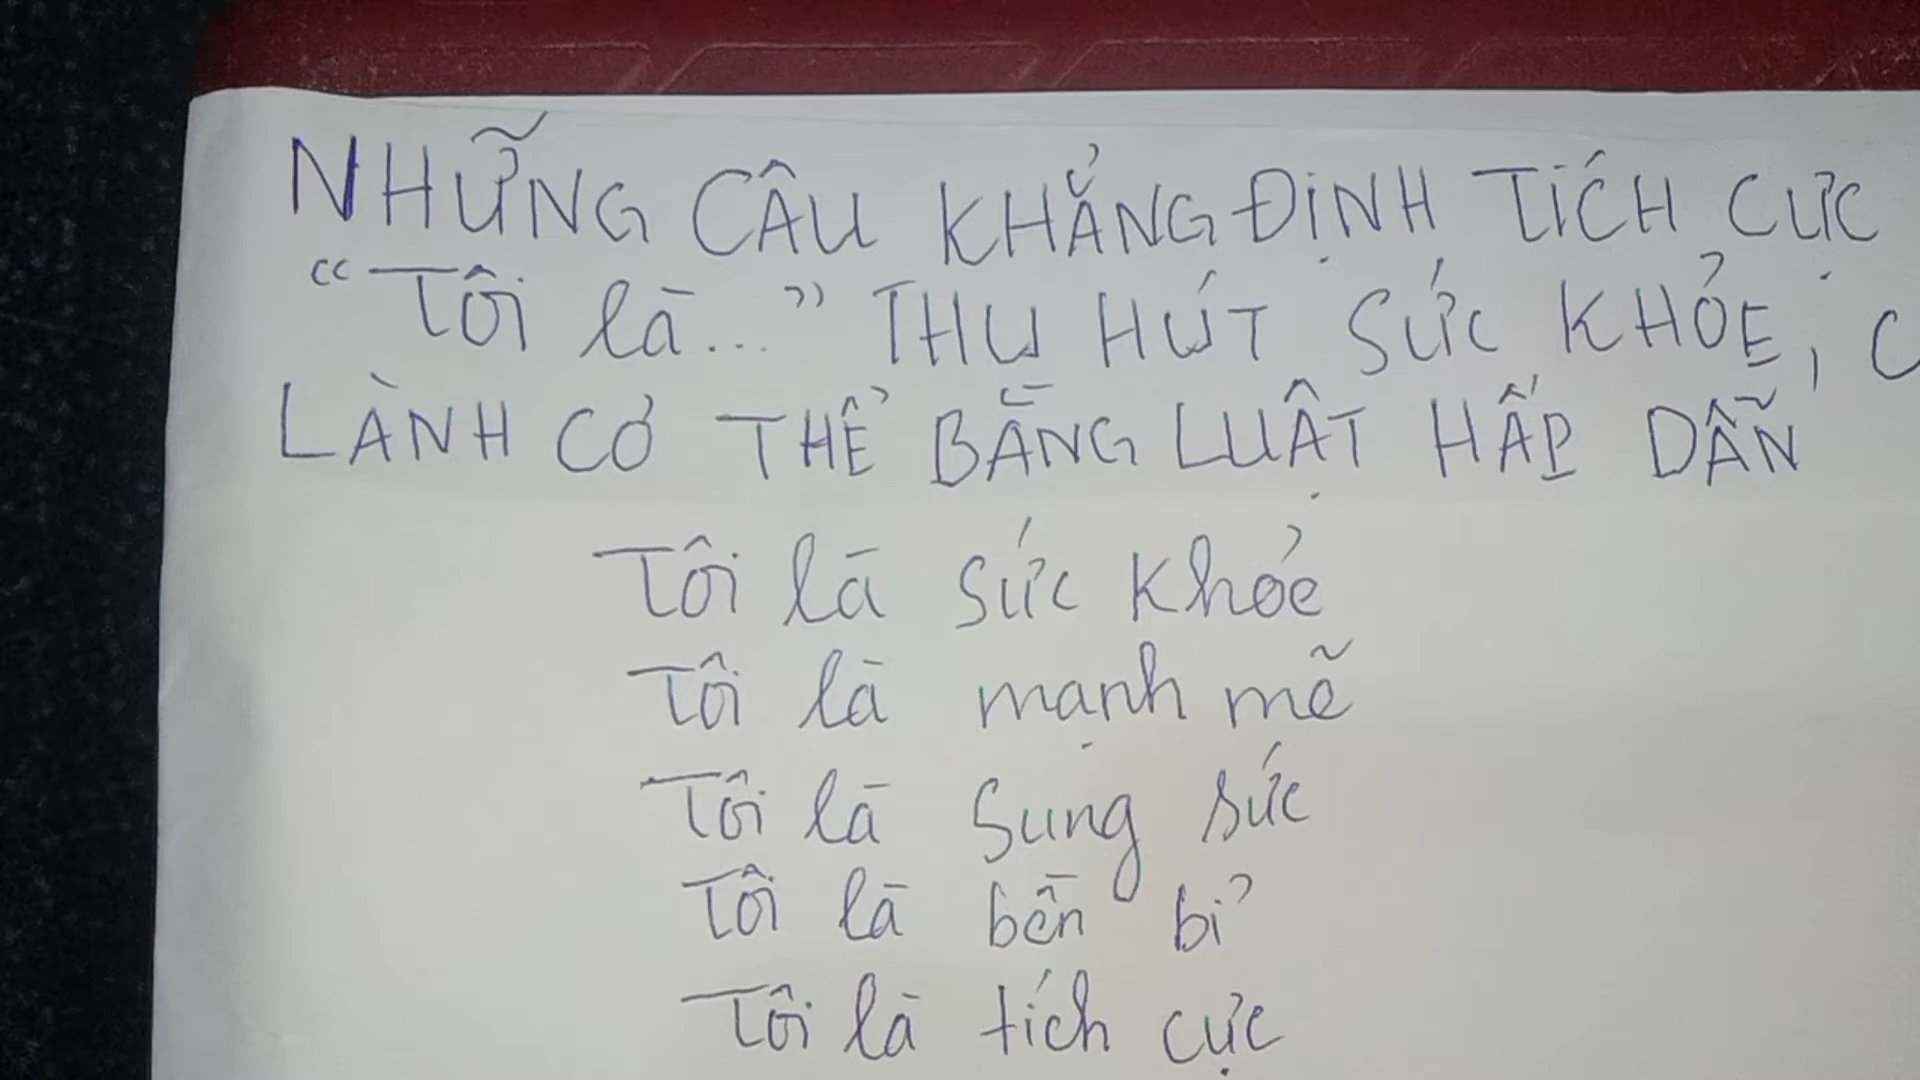 NHỮNG CÂU KHẲNG ĐỊNH TÍCH CỰC
“Tôi là...” THU HÚT SỨC KHỎE, C
LÀNH CƠ THỂ BẰNG LUẬT HẤP DẪN
Tôi là sức khỏe
Tôi là mạnh mẽ
Tôi là sung sức
Tôi là bền bỉ
Tôi là tích cực